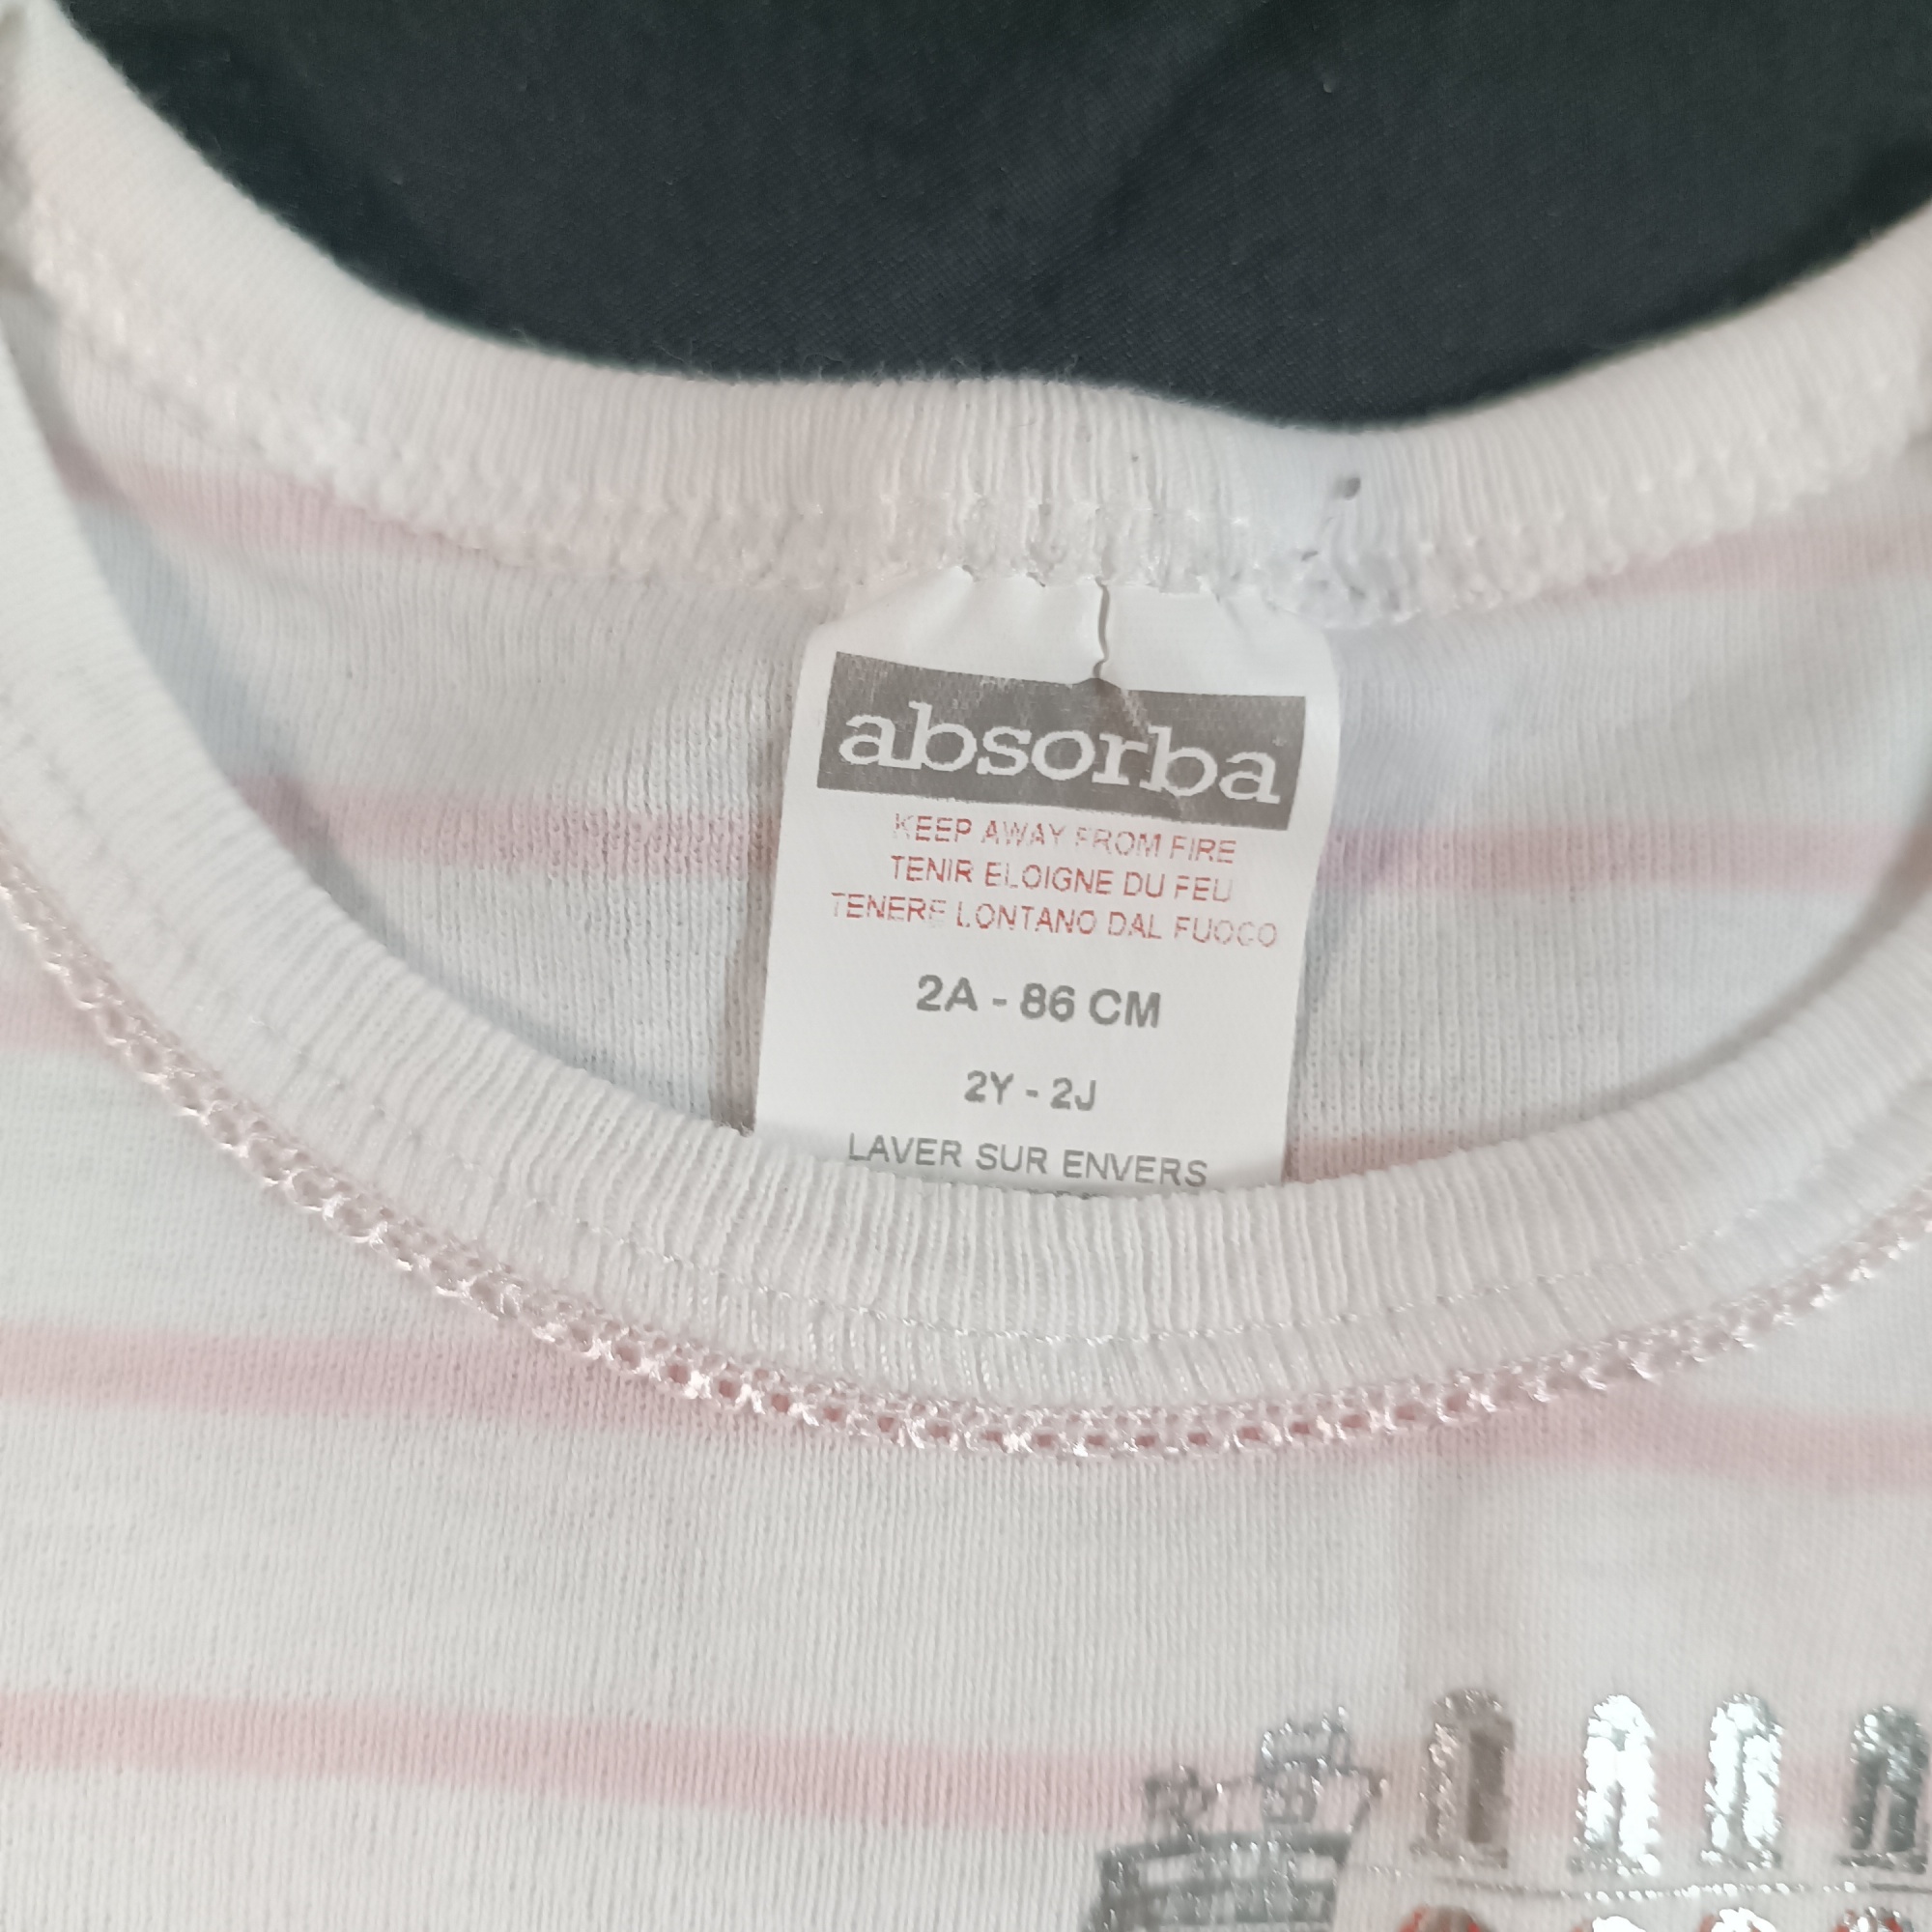 absorba
KEEP AWAY FROM FIRE
TENIR ELOIGNE DU FEU
TENERE LONTANO DAL FUOCO
2A - 86 CM
2Y - 2J
LAVER SUR ENVERS